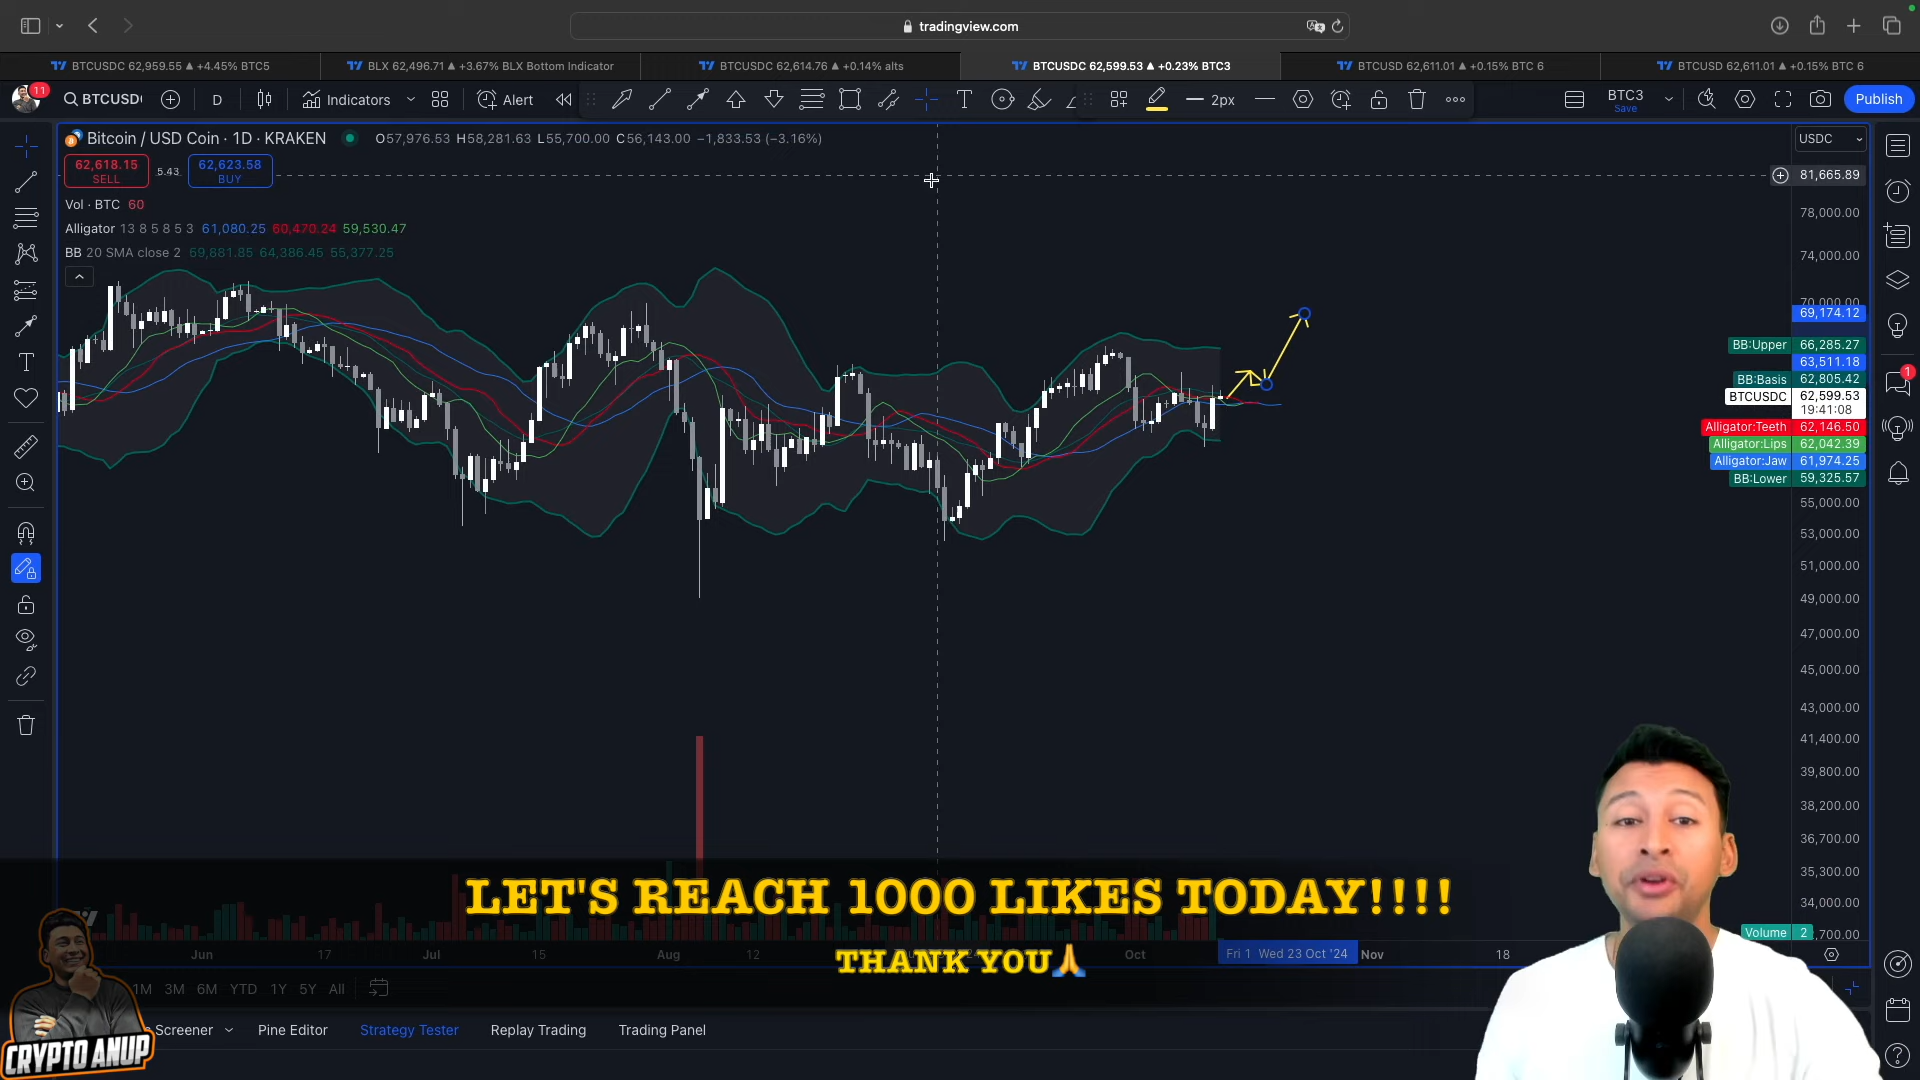 tradingview.com
BTCUSDC 62,959.55 ▲ +4.45% BTC5
BLX 62,496.71 ▲ +3.67% BLX Bottom Indicator
BTCUSDC 62,614.76 ▲ +0.14% alts
BTCUSDC 62,599.53 ▲ +0.23% BTC3
BTCUSD 62,611.01 ▲ +0.15% BTC 6
BTCUSD 62,611.01 ▲ +0.15% BTC 6
11
BTCUSD
D
Indicators
Alert
2px
BTC3
Save
Publish
Bitcoin / USD Coin · 1D · KRAKEN
O57,976.53 H58,281.63 L55,700.00 C56,143.00 −1,833.53 (−3.16%)
USDC
62,618.15
SELL
5.43
62,623.58
BUY
81,665.89
Vol · BTC 60
78,000.00
Alligator 13 8 5 8 5 3 61,080.25 60,470.24 59,530.47
BB 20 SMA close 2 69,881.85 64,386.45 55,377.25
74,000.00
70,000.00
69,174.12
BB:Upper 66,285.27
63,511.18
1
BB:Basis 62,805.42
BTCUSDC 62,599.53
19:41:08
Alligator:Teeth 62,146.50
Alligator:Lips 62,042.39
Alligator:Jaw 61,974.25
BB:Lower 59,325.57
55,000.00
53,000.00
51,000.00
49,000.00
47,000.00
45,000.00
43,000.00
41,400.00
39,800.00
38,200.00
36,700.00
35,300.00
34,000.00
LET'S REACH 1000 LIKES TODAY!!!!
Volume 2
,700.00
THANK YOU🙏
Jun 17 Jul 15 Aug 12 Oct Fri 1 Wed 23 Oct '24 Nov 18
1M 3M 6M YTD 1Y 5Y All
Screener Pine Editor Strategy Tester Replay Trading Trading Panel
CRYPTO ANUP